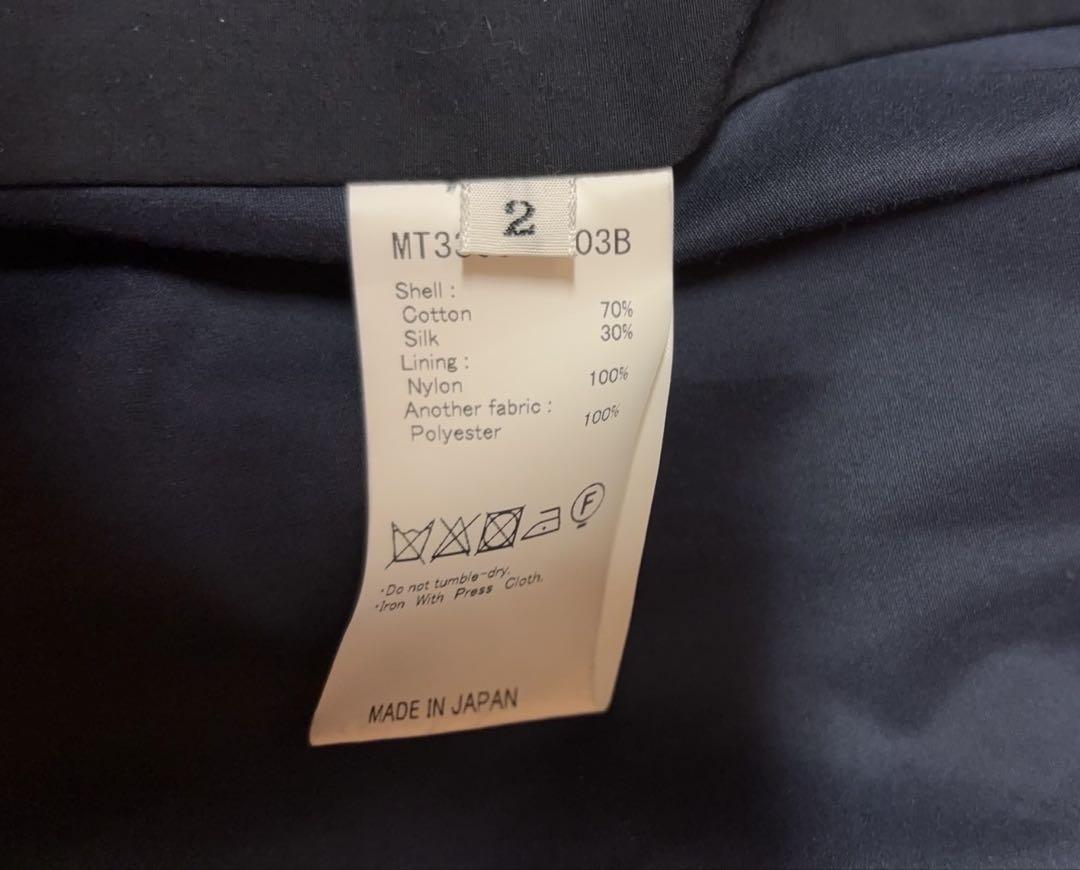 2
03B
Shell :
Cotton 70%
Silk 30%
Lining :
Nylon 100%
Another fabric :
Polyester 100%
F
·Do not tumble-dry.
·Iron With Press Cloth.
MADE IN JAPAN